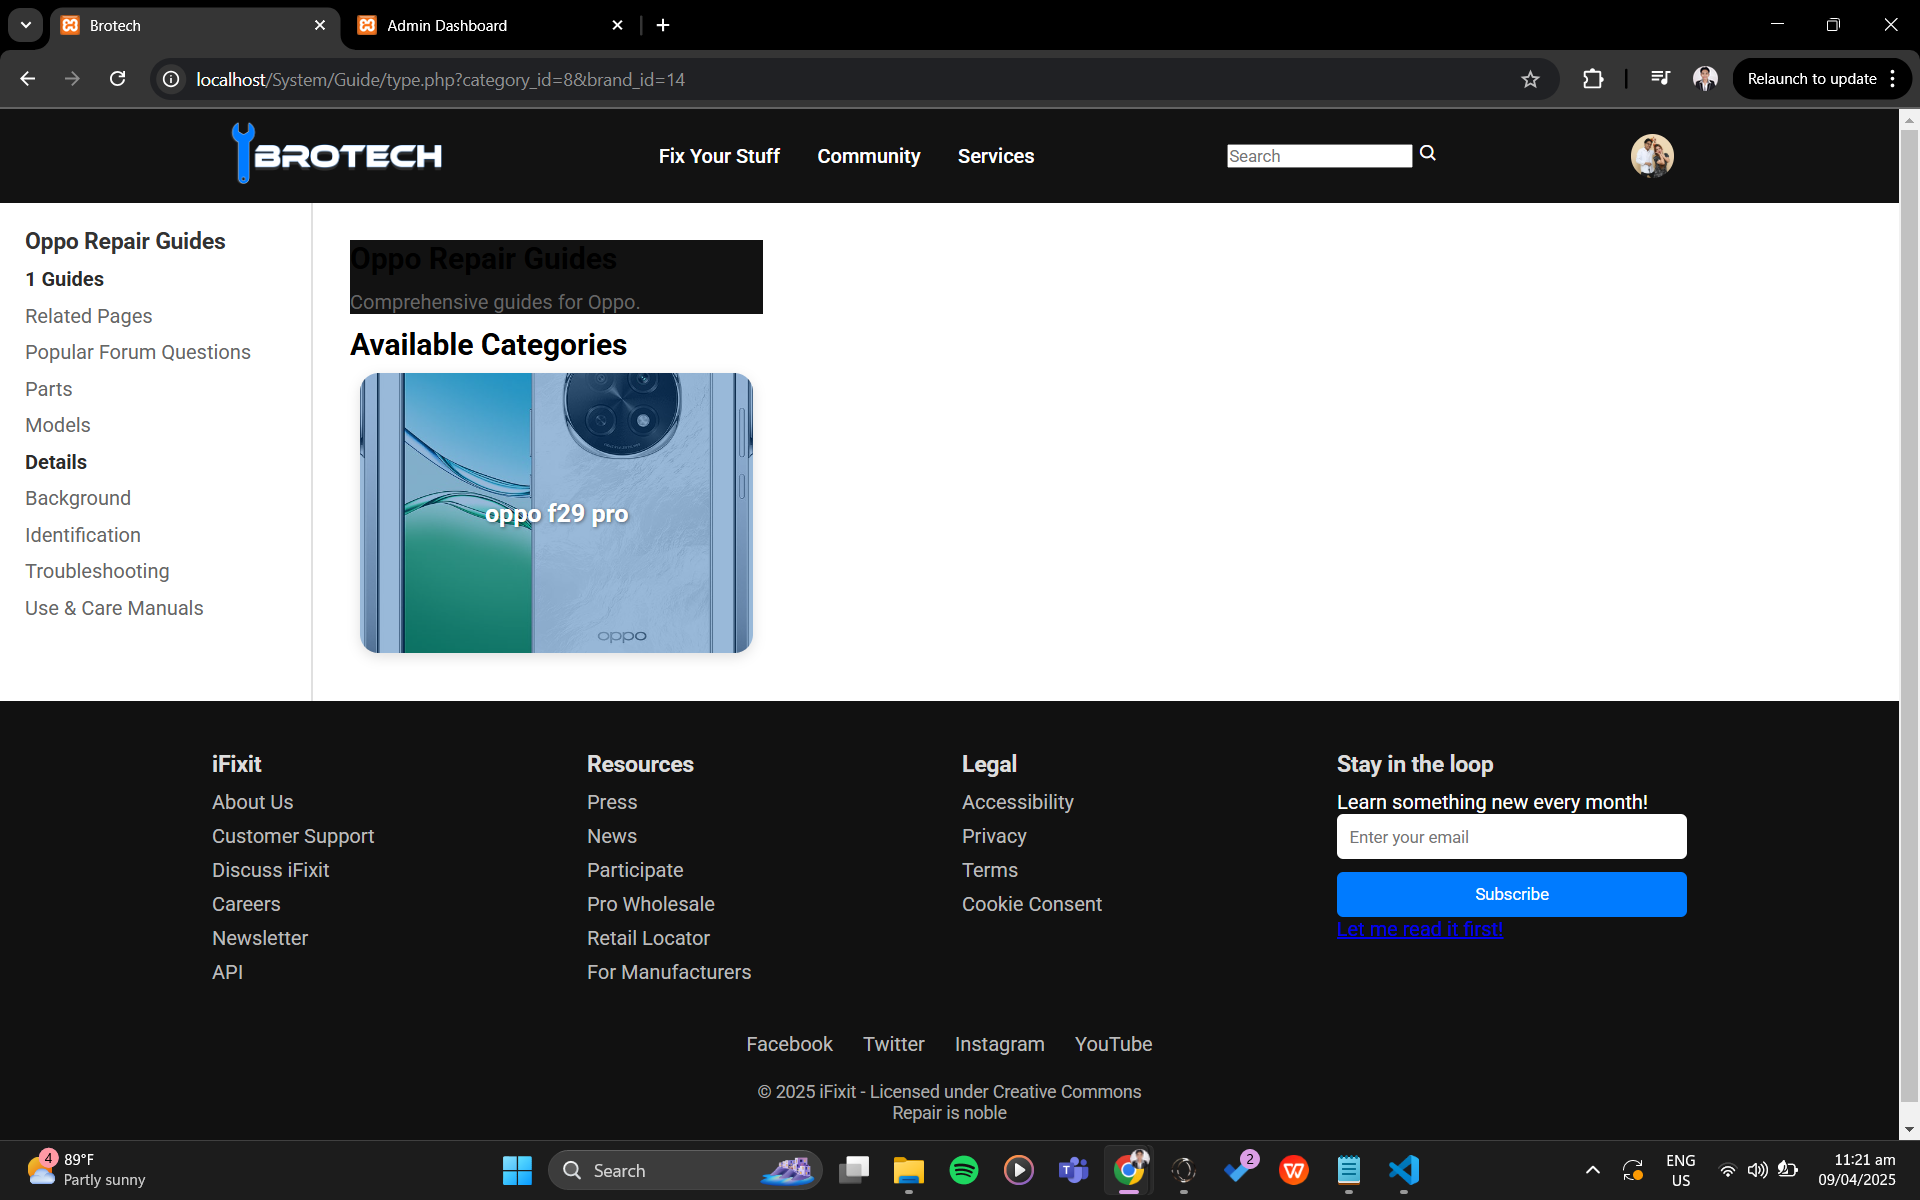 Brotech
Admin Dashboard
localhost/System/Guide/type.php?category_id=8&brand_id=14
Relaunch to update
BROTECH
Fix Your Stuff
Community
Services
Search
Oppo Repair Guides
1 Guides
Related Pages
Popular Forum Questions
Parts
Models
Details
Background
Identification
Troubleshooting
Use & Care Manuals
Oppo Repair Guides
Comprehensive guides for Oppo.
Available Categories
oppo f29 pro
oppo
iFixit
About Us
Customer Support
Discuss iFixit
Careers
Newsletter
API
Resources
Press
News
Participate
Pro Wholesale
Retail Locator
For Manufacturers
Legal
Accessibility
Privacy
Terms
Cookie Consent
Stay in the loop
Learn something new every month!
Enter your email
Subscribe
Let me read it first!
Facebook
Twitter
Instagram
YouTube
© 2025 iFixit - Licensed under Creative Commons
Repair is noble
4
89°F
Partly sunny
Search
2
ENG
US
11:21 am
09/04/2025